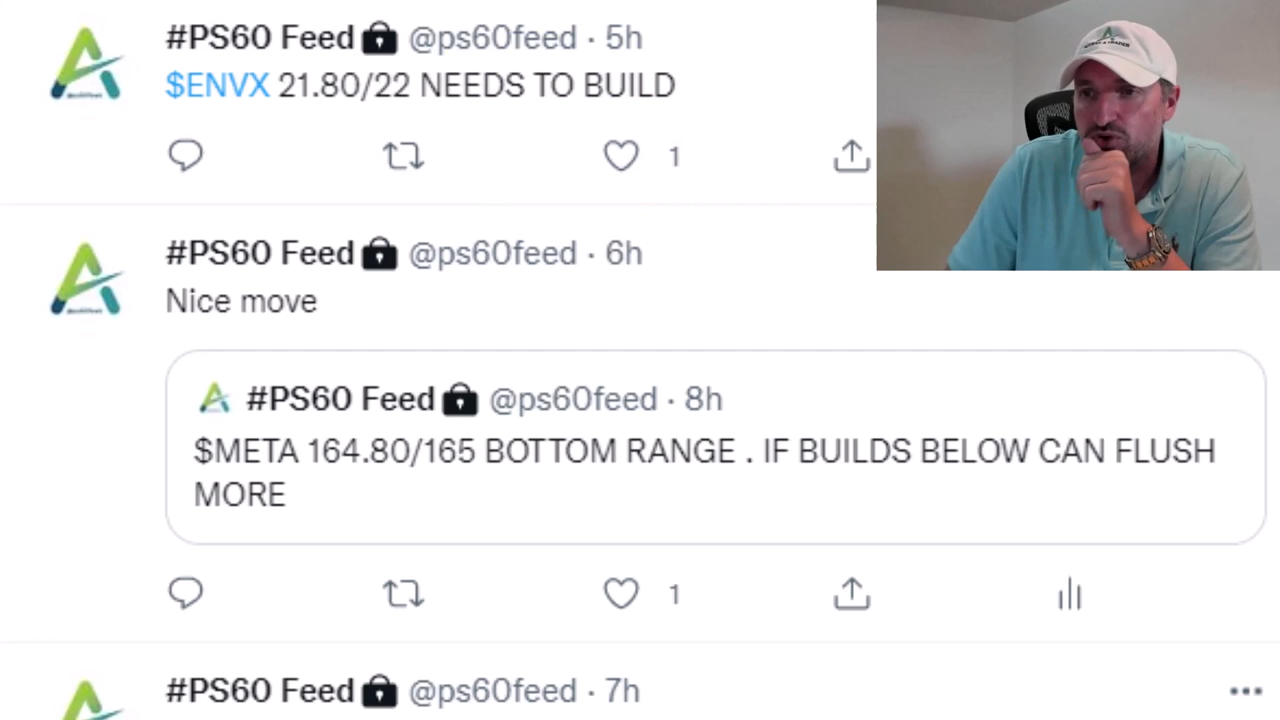 #PS60 Feed @ps60feed · 5h
$ENVX 21.80/22 NEEDS TO BUILD
1
#PS60 Feed @ps60feed · 6h
Nice move
#PS60 Feed @ps60feed · 8h
$META 164.80/165 BOTTOM RANGE . IF BUILDS BELOW CAN FLUSH
MORE
1
#PS60 Feed @ps60feed · 7h